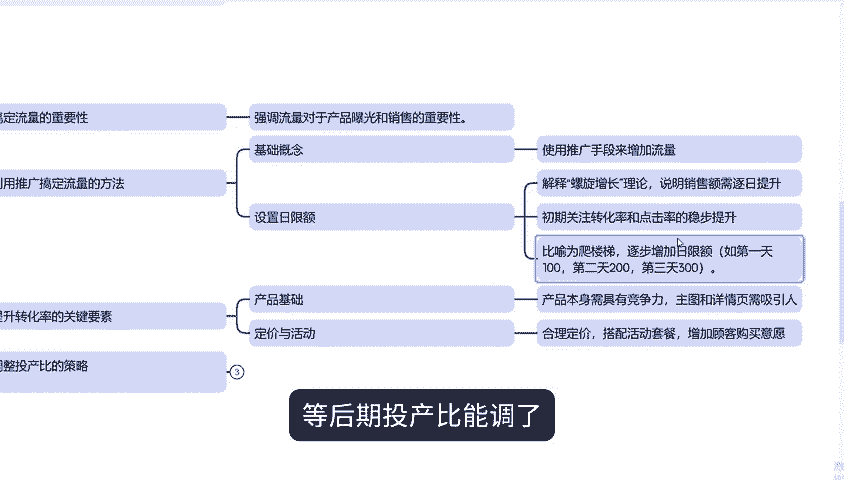 搞定流量的重要性
强调流量对于产品曝光和销售的重要性。
基础概念
使用推广手段来增加流量
利用推广搞定流量的方法
解释“螺旋增长”理论，说明销售额需逐日提升
设置日限额
初期关注转化率和点击率的稳步提升
比喻为爬楼梯，逐步增加日限额（如第一天
100，第二天200，第三天300）。
产品基础
产品本身需具有竞争力，主图和详情页需吸引人
提升转化率的关键要素
定价与活动
合理定价，搭配活动套餐，增加顾客购买意愿
调整投产比的策略
3
等后期投产比能调了